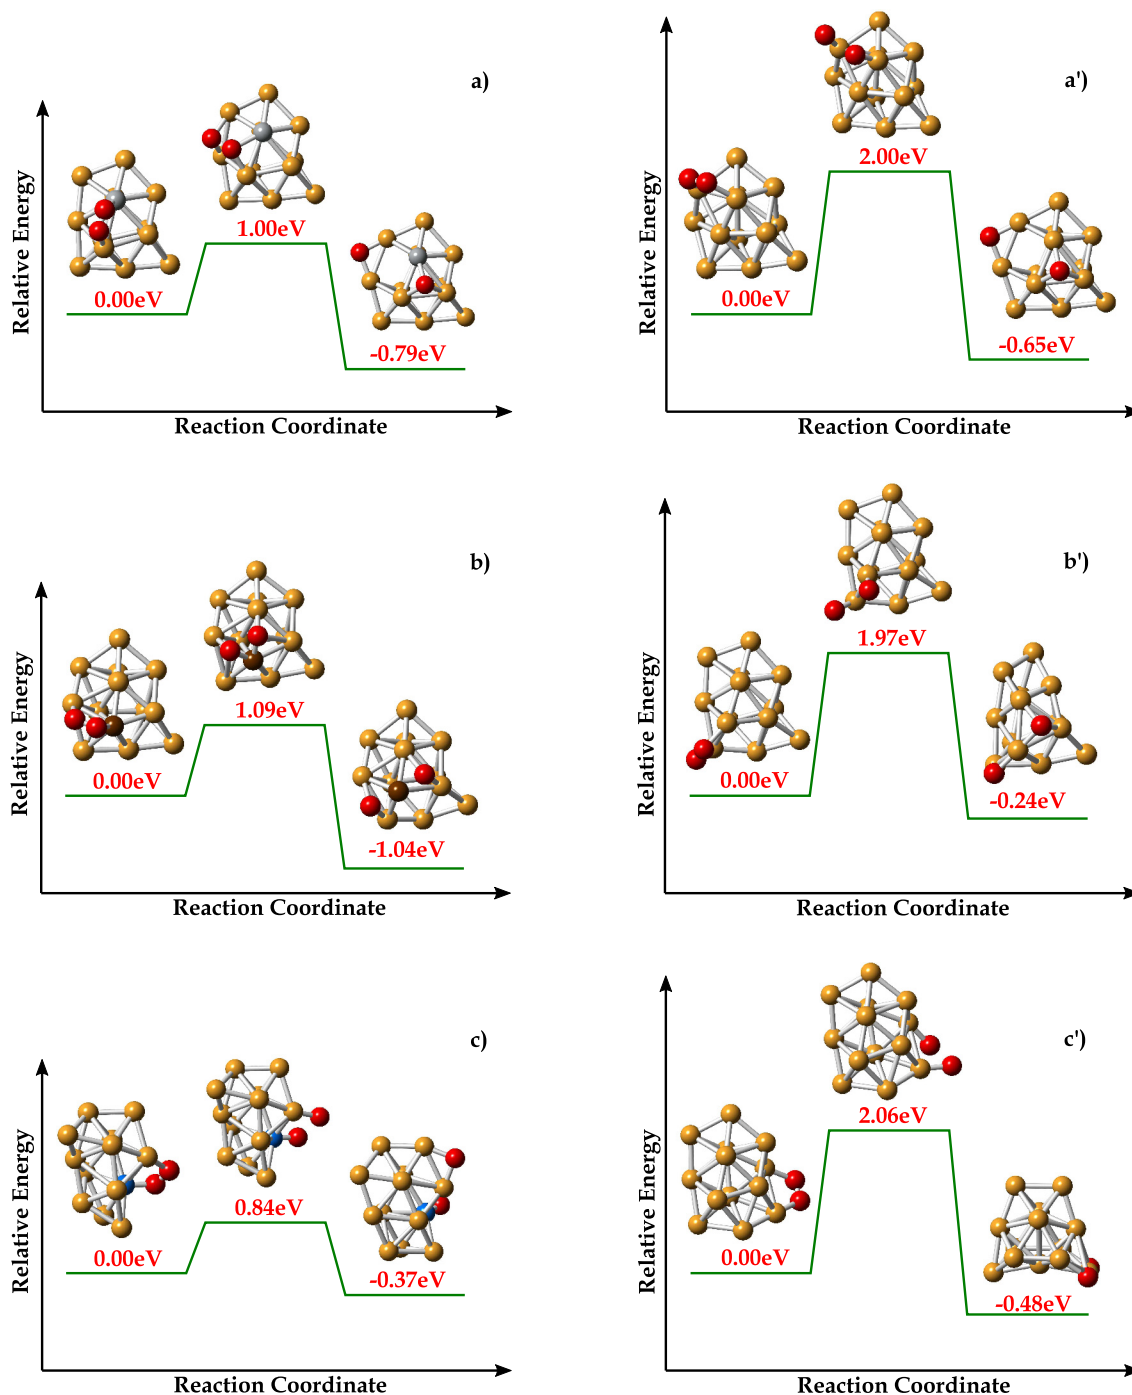 a)
Relative Energy
0.00eV
1.00eV
-0.79eV
Reaction Coordinate
a')
Relative Energy
0.00eV
2.00eV
-0.65eV
Reaction Coordinate
b)
Relative Energy
0.00eV
1.09eV
-1.04eV
Reaction Coordinate
b')
Relative Energy
0.00eV
1.97eV
-0.24eV
Reaction Coordinate
c)
Relative Energy
0.00eV
0.84eV
-0.37eV
Reaction Coordinate
c')
Relative Energy
0.00eV
2.06eV
-0.48eV
Reaction Coordinate